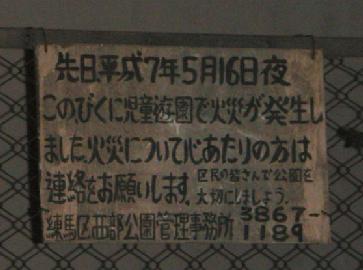 先日平成7年5月16日夜
このびくに児童遊園で火災が発生し
ました。火災について心あたりの方は
連絡をお願いします。区民の皆さんで公園を
大切にしましょう。
練馬区西部公園管理事務所 3867-
1189